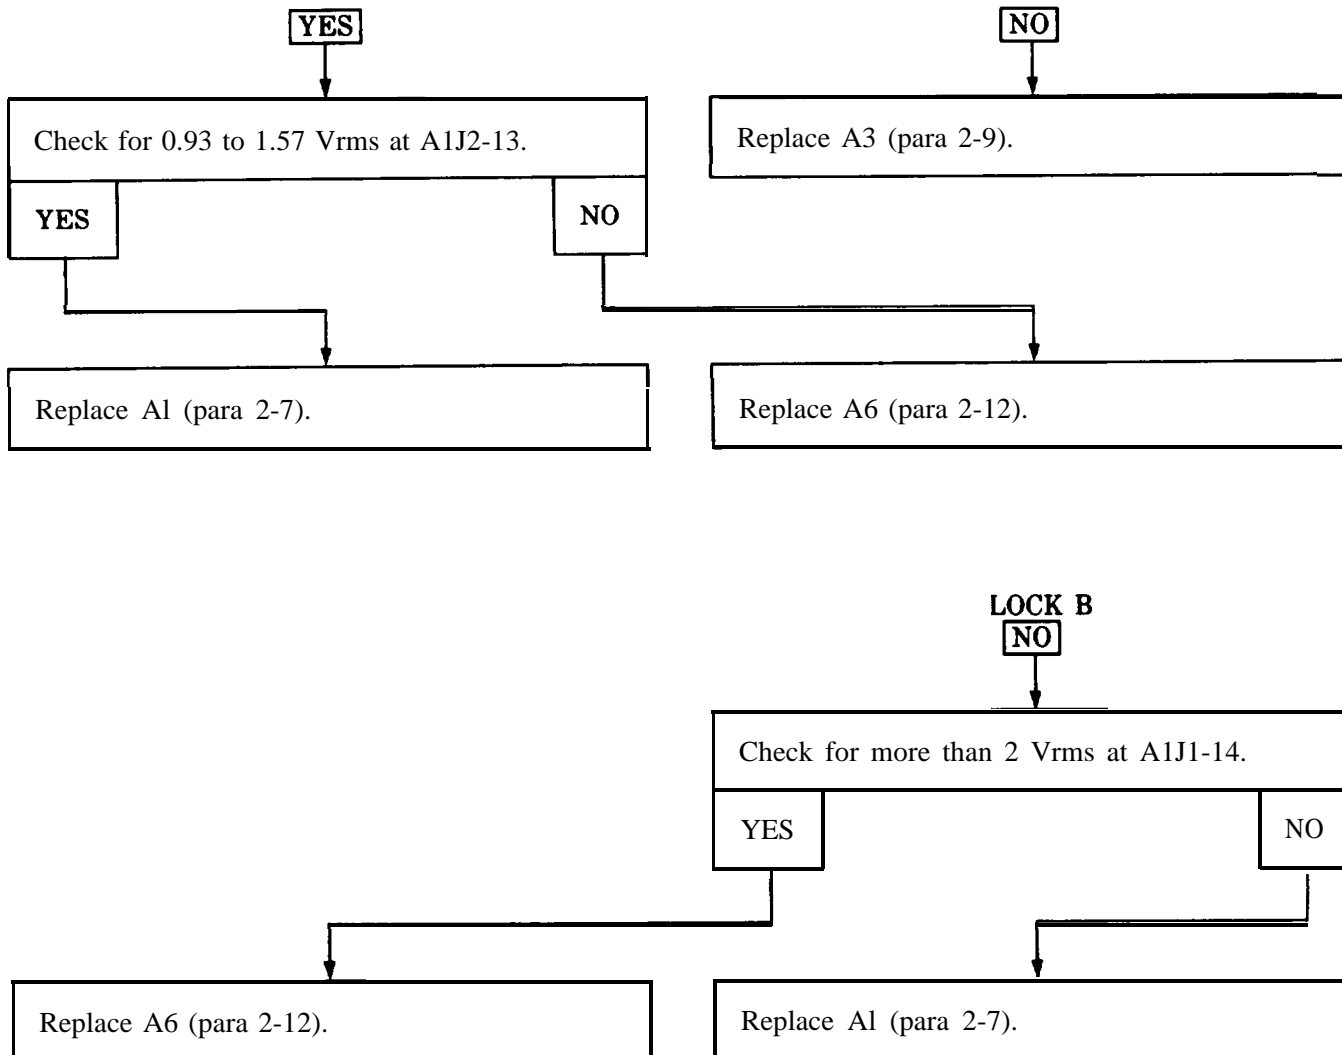 YES
NO
Check for 0.93 to 1.57 Vrms at A1J2-13.
Replace A3 (para 2-9).
YES
NO
Replace Al (para 2-7).
Replace A6 (para 2-12).
LOCK B
NO
Check for more than 2 Vrms at A1J1-14.
YES
NO
Replace A6 (para 2-12).
Replace Al (para 2-7).